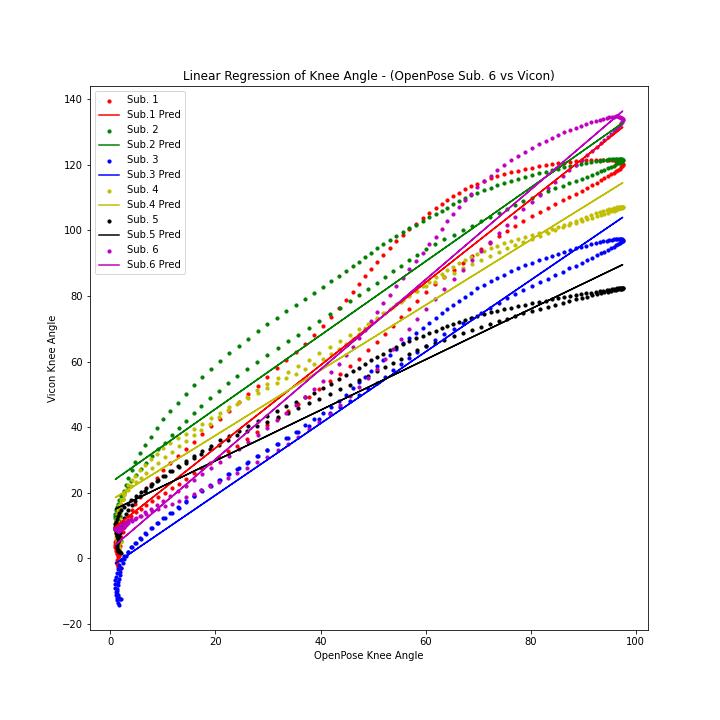 Linear Regression of Knee Angle - (OpenPose Sub. 6 vs Vicon)
Sub. 1
Sub.1 Pred
Sub. 2
Sub.2 Pred
Sub. 3
Sub.3 Pred
Sub. 4
Sub.4 Pred
Sub. 5
Sub.5 Pred
Sub. 6
Sub.6 Pred
140
120
100
80
60
40
20
0
−20
Vicon Knee Angle
0 20 40 60 80 100
OpenPose Knee Angle